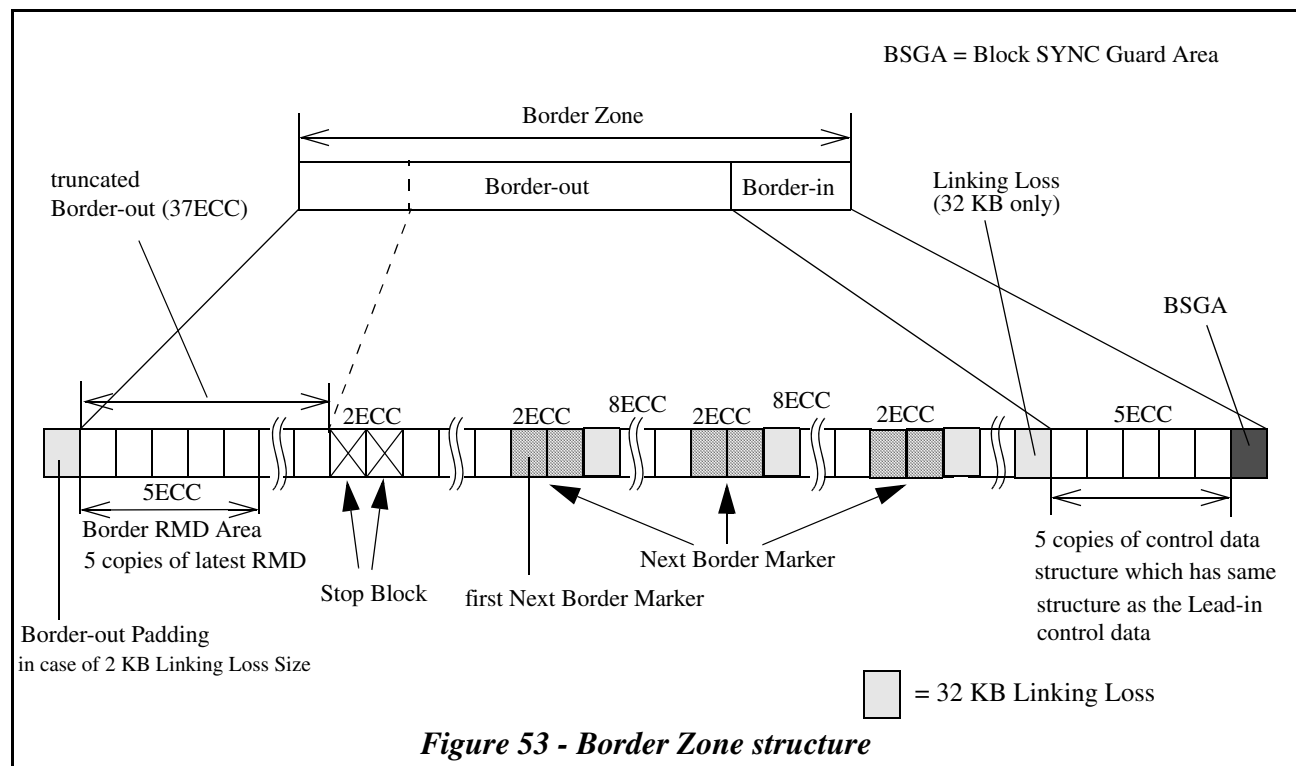 BSGA = Block SYNC Guard Area
Border Zone
truncated
Border-out (37ECC)
Border-out
Border-in
Linking Loss
(32 KB only)
BSGA
2ECC
2ECC
8ECC
2ECC
8ECC
2ECC
5ECC
5ECC
Border RMD Area
5 copies of latest RMD
Stop Block
first Next Border Marker
Next Border Marker
5 copies of control data
structure which has same
structure as the Lead-in
control data
Border-out Padding
in case of 2 KB Linking Loss Size
= 32 KB Linking Loss
Figure 53 - Border Zone structure